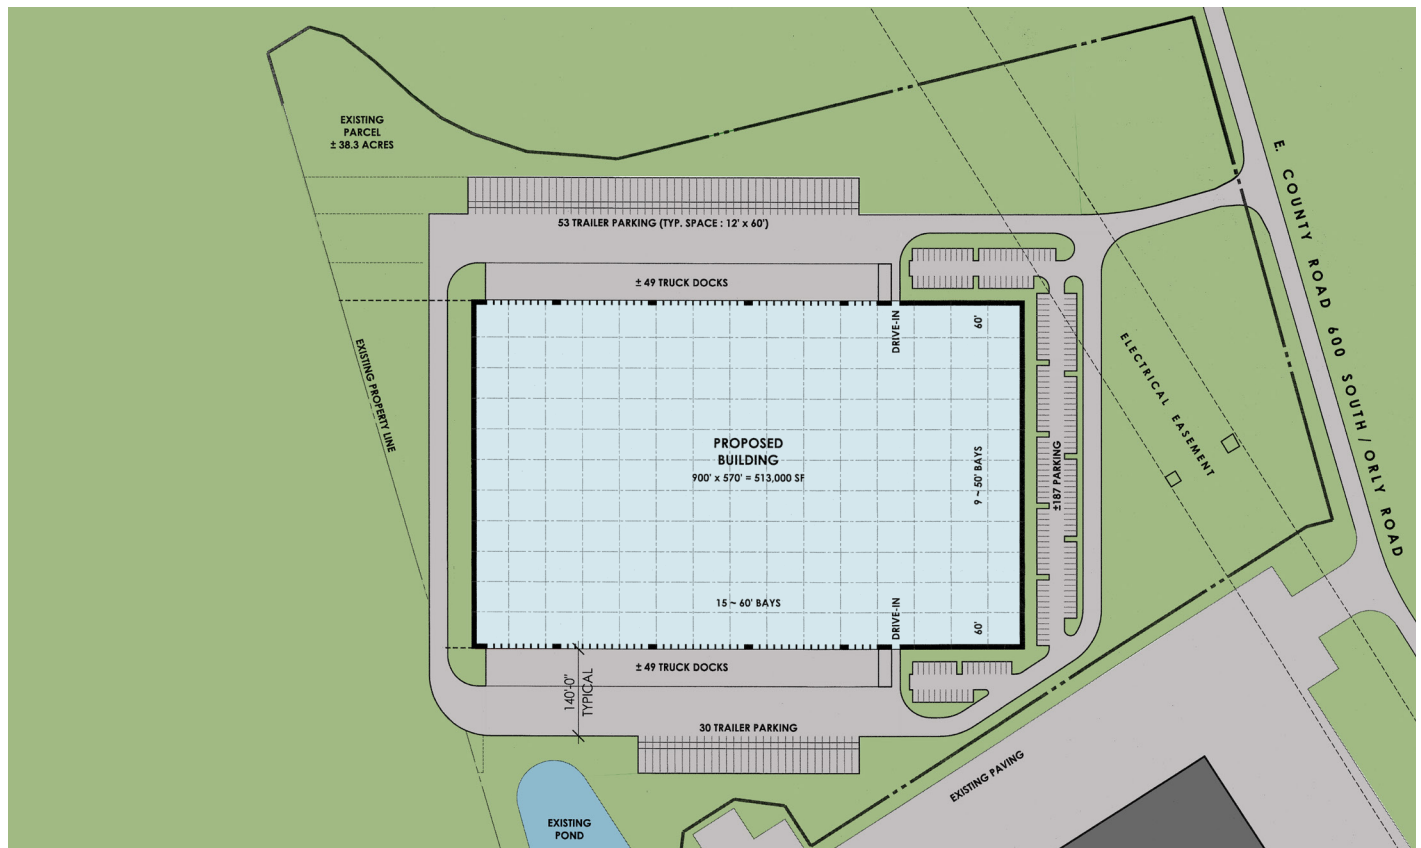 EXISTING
PARCEL
± 38.3 ACRES
E. COUNTY ROAD 600 SOUTH / ORLY ROAD
53 TRAILER PARKING (TYP. SPACE : 12' x 60')
± 49 TRUCK DOCKS
DRIVE-IN
60'
EXISTING PROPERTY LINE
ELECTRICAL EASEMENT
PROPOSED
BUILDING
900' x 570' = 513,000 SF
9 ~ 50' BAYS
±187 PARKING
15 ~ 60' BAYS
DRIVE-IN
60'
± 49 TRUCK DOCKS
140'-0"
TYPICAL
30 TRAILER PARKING
EXISTING PAVING
EXISTING
POND